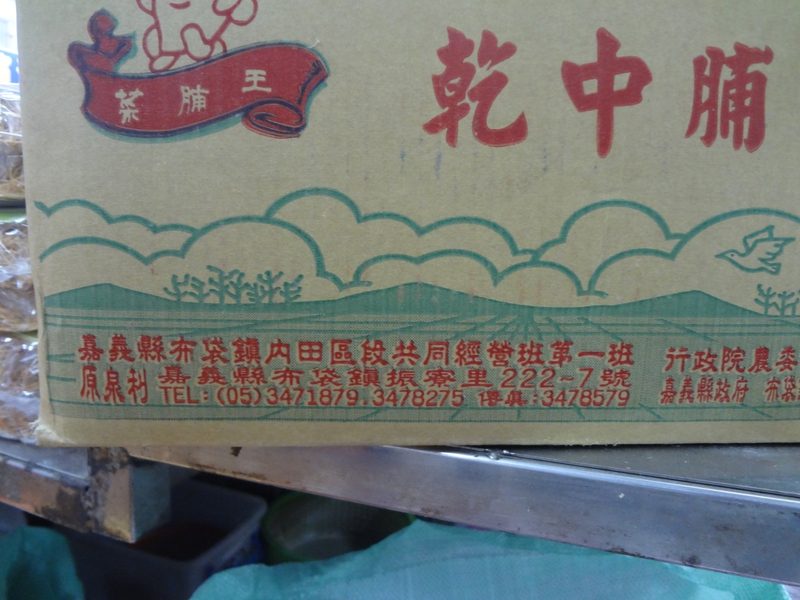 菜脯王
乾中脯
嘉義縣布袋鎮內田區段共同經營班第一班
原泉利 嘉義縣布袋鎮振寮里222~7號
TEL:(05)3471879.3478275 傳真:3478579
行政院農委
嘉義縣政府 布袋